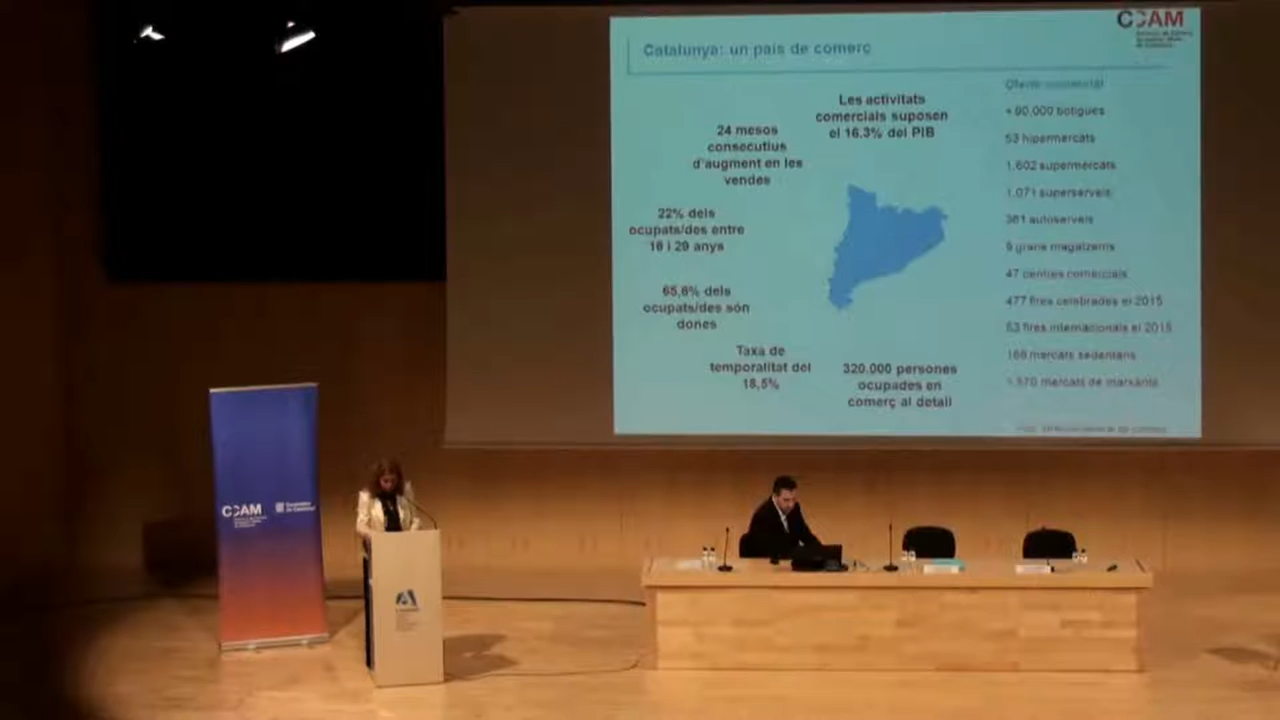 CCAM
Catalunya: un país de comerç
Les activitats
comercials suposen
el 16.3% del PIB
24 mesos
consecutius
d'augment en les
vendes
22% dels
ocupats/des entre
16 i 29 anys
65,6% dels
ocupats/des són
dones
Taxa de
temporalitat del
18,5%
320.000 persones
ocupades en
comerç al detall
+ 90.000 botigues
53 hipermercats
1.602 supermercats
1.071 superserveis
361 autoserveis
9 grans magatzems
47 centres comercials
477 fires celebrades el 2015
53 fires internacionals el 2015
mercats sedentaris
mercats de marxants
CCAM
Generalitat
de Catalunya